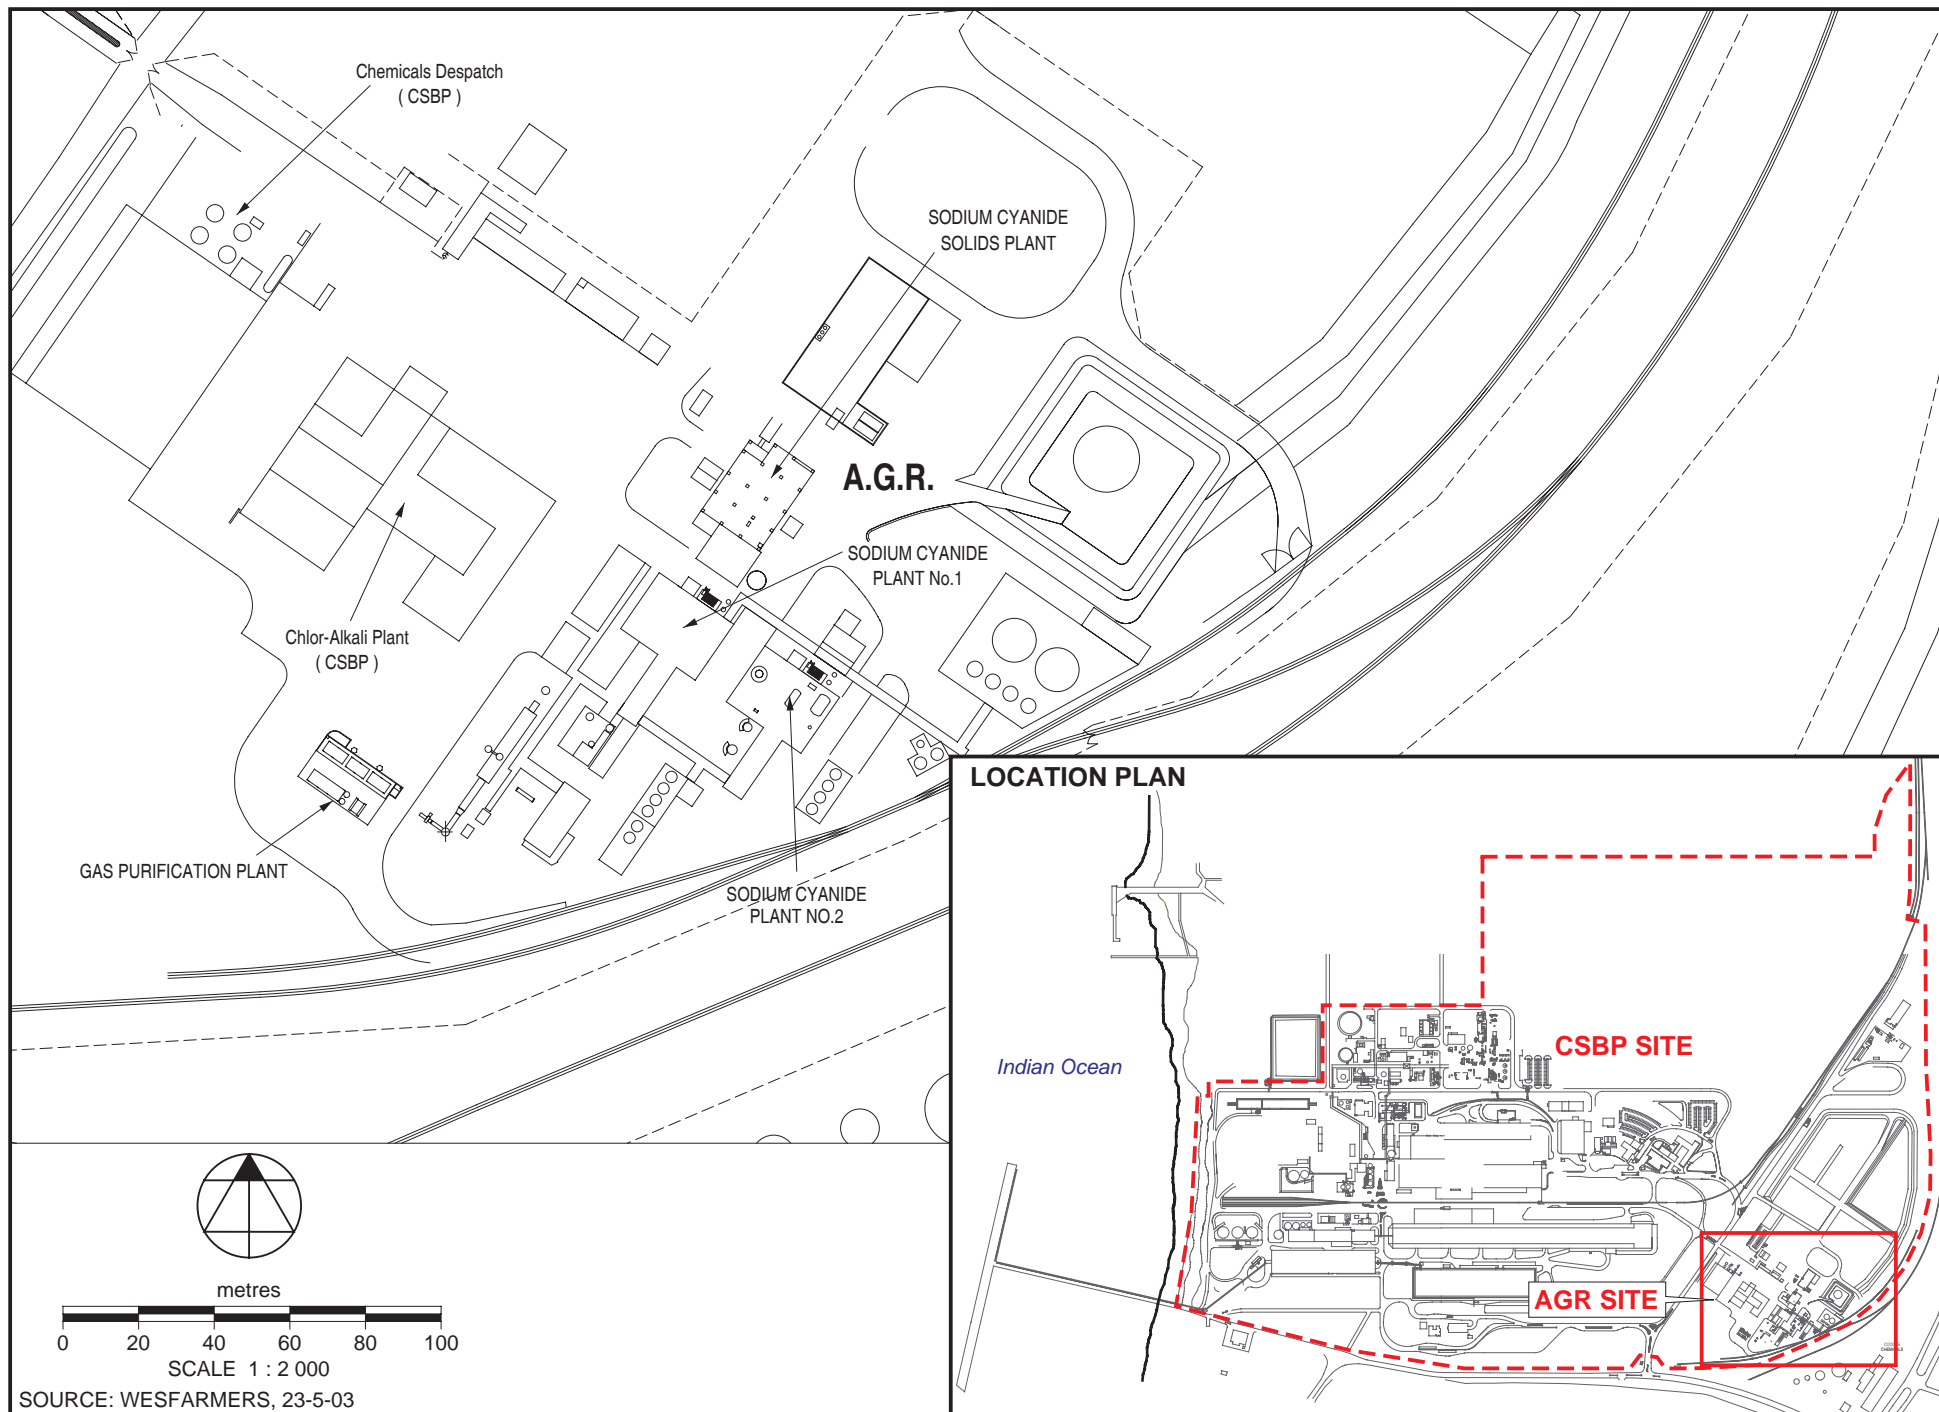 Chemicals Despatch
( CSBP )
SODIUM CYANIDE
SOLIDS PLANT
A.G.R.
SODIUM CYANIDE
PLANT No.1
Chlor-Alkali Plant
( CSBP )
GAS PURIFICATION PLANT
SODIUM CYANIDE
PLANT NO.2
LOCATION PLAN
Indian Ocean
CSBP SITE
AGR SITE
metres
0 20 40 60 80 100
SCALE 1 : 2 000
SOURCE: WESFARMERS, 23-5-03